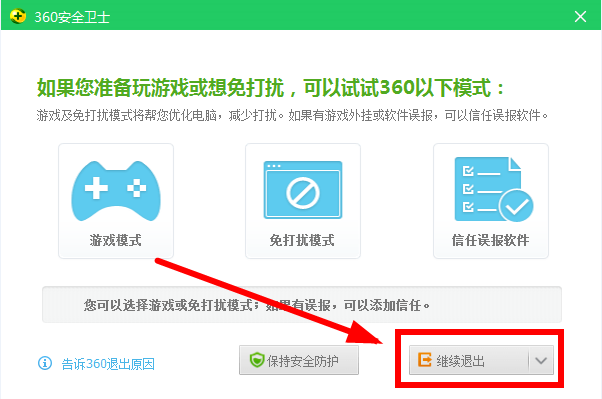 360安全卫士
如果您准备玩游戏或想免打扰，可以试试360以下模式：
游戏及免打扰模式将帮您优化电脑，减少打扰。如果有游戏外挂或软件误报，可以信任误报软件。
游戏模式
免打扰模式
信任误报软件
您可以选择游戏或免打扰模式；如果有误报，可以添加信任。
告诉360退出原因
保持安全防护
继续退出